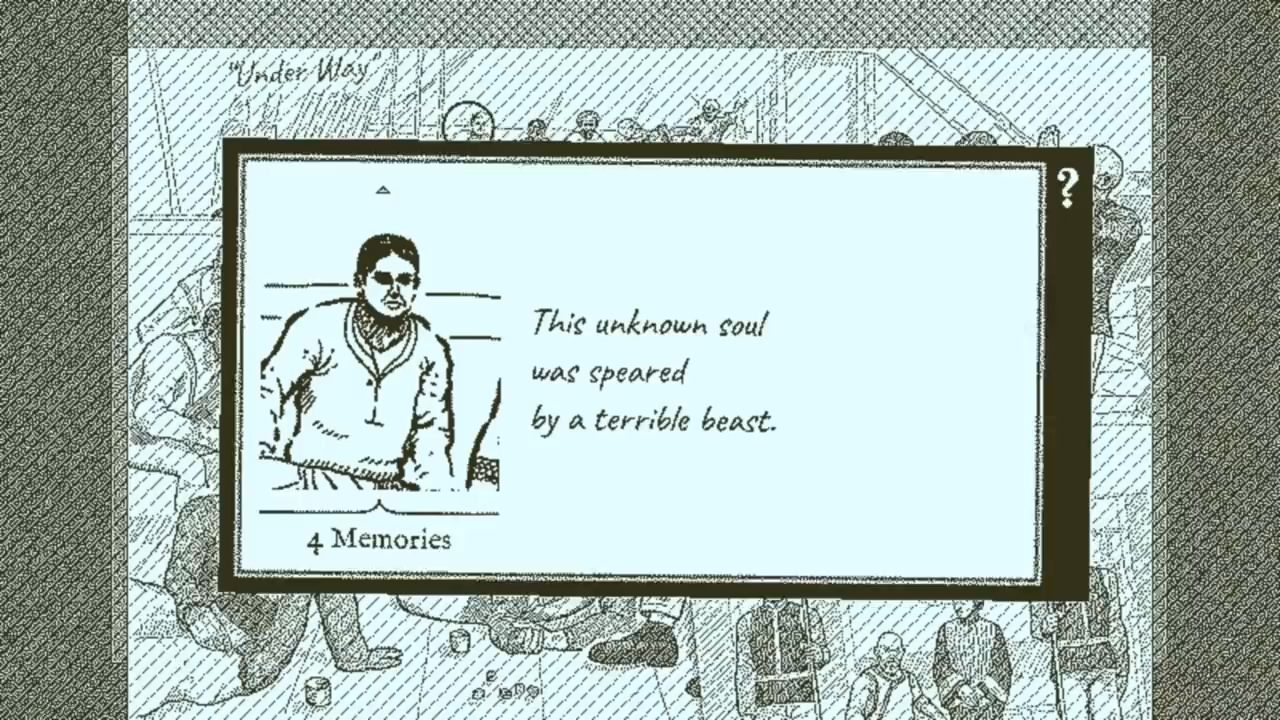 "Under Way"
?
This unknown soul
was speared
by a terrible beast.
4 Memories